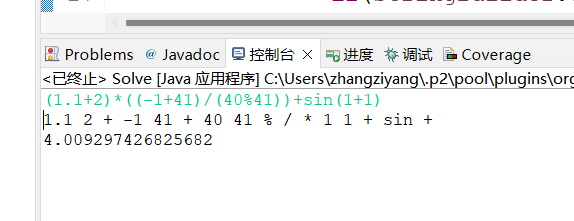 Problems @ Javadoc 控制台 进度 调试 Coverage
<已终止> Solve [Java 应用程序] C:\Users\zhangziyang\.p2\pool\plugins\org
(1.1+2)*((-1+41)/(40%41))+sin(1+1)
1.1 2 + -1 41 + 40 41 % / * 1 1 + sin +
4.009297426825682